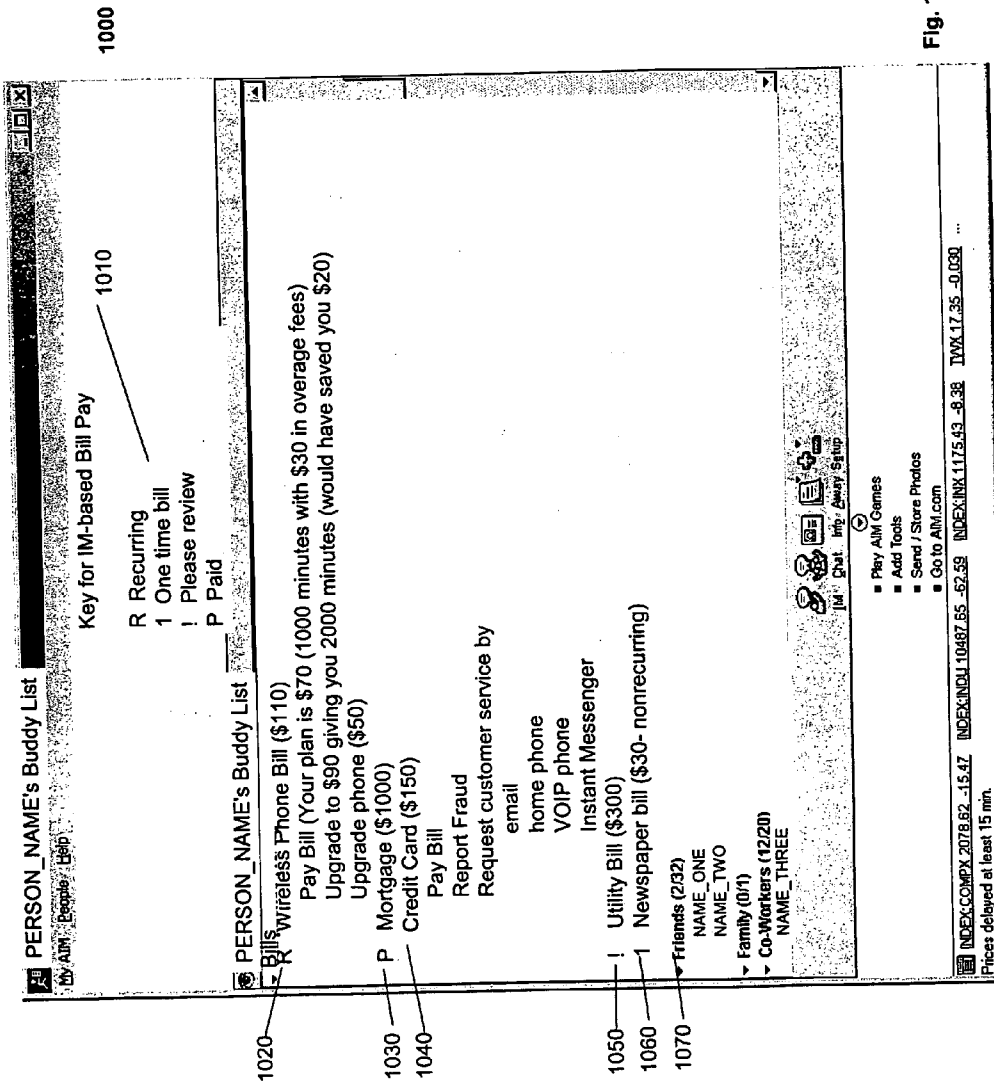 1000
PERSON_NAME's Buddy List
My AIM People Help
Key for IM-based Bill Pay
1010
R Recurring
1 One time bill
! Please review
P Paid
PERSON_NAME's Buddy List
Bills
1020
R Wireless Phone Bill ($110)
Pay Bill (Your plan is $70 (1000 minutes with $30 in overage fees)
Upgrade to $90 giving you 2000 minutes (would have saved you $20)
Upgrade phone ($50)
1030
P Mortgage ($1000)
1040
Credit Card ($150)
Pay Bill
Report Fraud
Request customer service by
email
home phone
VOIP phone
Instant Messenger
1050
! Utility Bill ($300)
1060
1 Newspaper bill ($30- nonrecurring)
1070
Friends (2/32)
NAME_ONE
NAME_TWO
Family (0/1)
Co-Workers (12/20)
NAME_THREE
IM Chat Info Away Setup
Play AIM Games
Add Tools
Send / Store Photos
Go to AIM.com
INDEX:COMPX 2078.62 -15.47 INDEX:INDU 10487.65 -62.59 INDEX:INX 1175.43 -8.38 TWX 17.35 -0.030 ...
Prices delayed at least 15 min.
Fig.